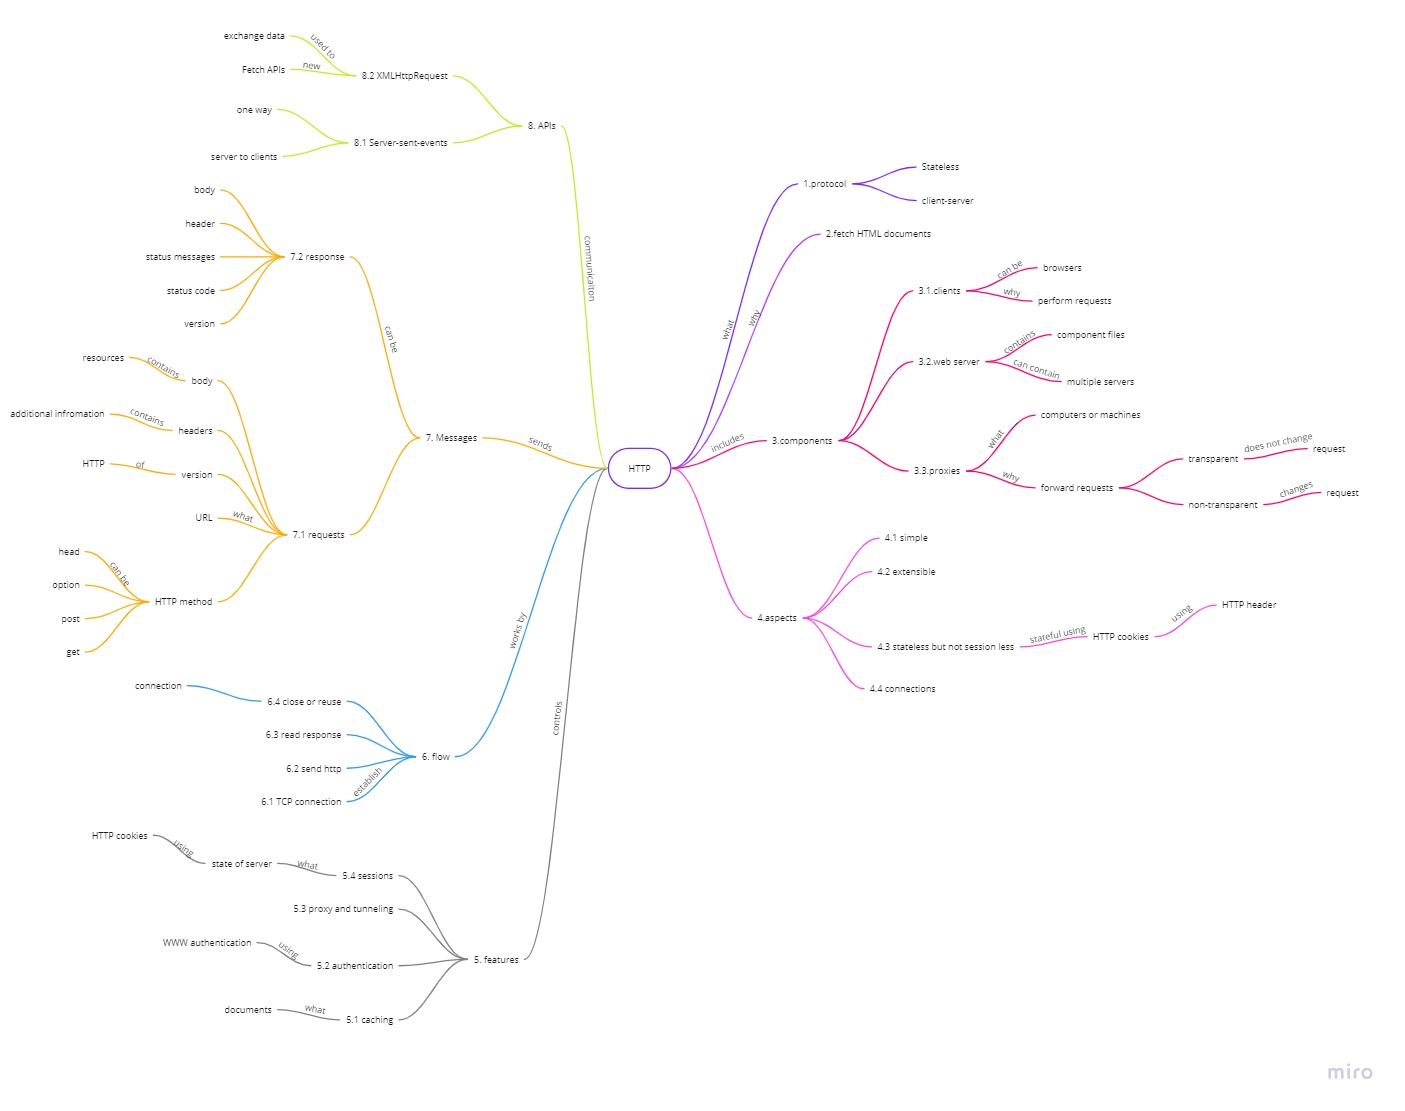 HTTP
what
1.protocol
Stateless
client-server
why
2.fetch HTML documents
includes
3.components
3.1.clients
can be
browsers
why
perform requests
3.2.web server
contains
component files
can contain
multiple servers
3.3.proxies
what
computers or machines
why
forward requests
transparent
does not change
request
non-transparent
changes
request
4.aspects
4.1 simple
4.2 extensible
4.3 stateless but not session less
stateful using
HTTP cookies
using
HTTP header
4.4 connections
controls
5. features
5.4 sessions
what
state of server
using
HTTP cookies
5.3 proxy and tunneling
5.2 authentication
using
WWW authentication
5.1 caching
what
documents
works by
6. flow
6.4 close or reuse
connection
6.3 read response
6.2 send http
establish
6.1 TCP connection
sends
7. Messages
can be
7.2 response
body
header
status messages
status code
version
7.1 requests
body
contains
resources
headers
contains
additional infromation
version
of
HTTP
what
URL
HTTP method
can be
head
option
post
get
communicaiton
8. APIs
8.2 XMLHttpRequest
used to
exchange data
new
Fetch APIs
8.1 Server-sent-events
one way
server to clients
miro